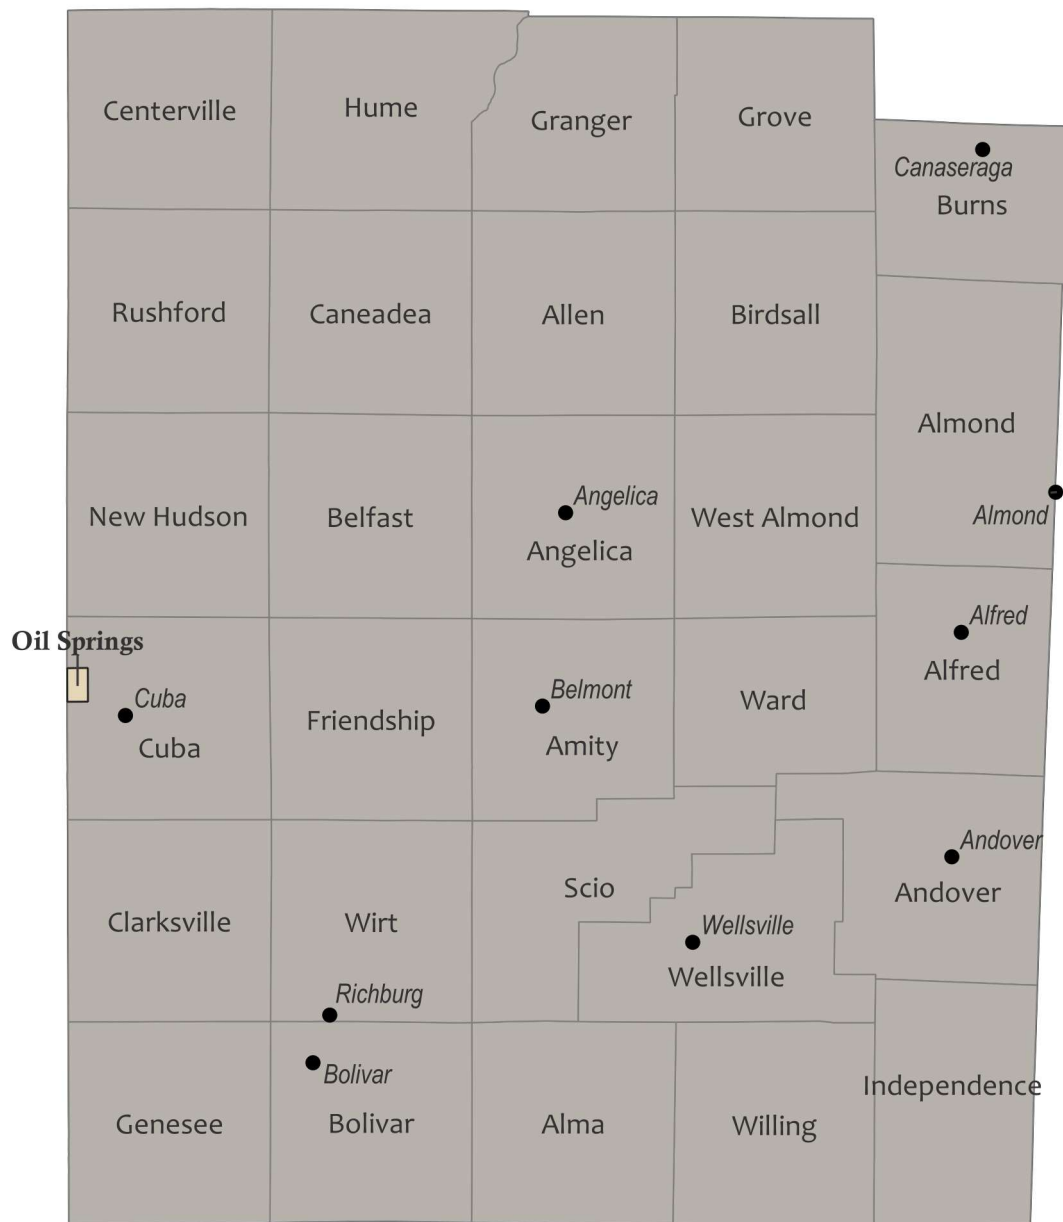 Centerville
Hume
Granger
Grove
Canaseraga
Burns
Rushford
Caneadea
Allen
Birdsall
Almond
New Hudson
Belfast
Angelica
Angelica
West Almond
Almond
Oil Springs
Cuba
Cuba
Friendship
Belmont
Amity
Ward
Alfred
Alfred
Clarksville
Wirt
Richburg
Scio
Wellsville
Wellsville
Andover
Andover
Genesee
Bolivar
Bolivar
Alma
Willing
Independence